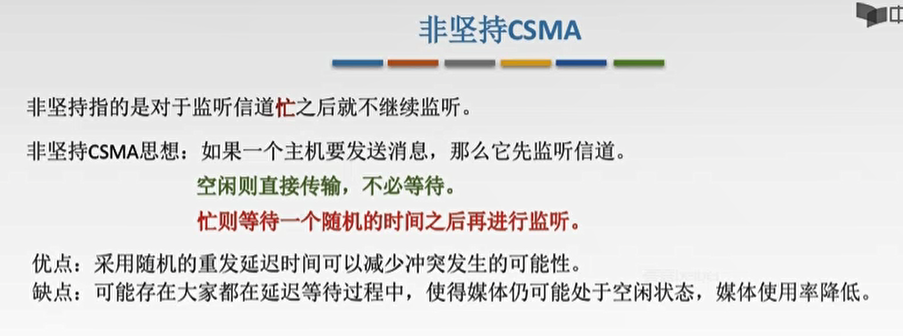 非坚持CSMA
中
非坚持指的是对于监听信道忙之后就不继续监听。
非坚持CSMA思想：如果一个主机要发送消息，那么它先监听信道。
空闲则直接传输，不必等待。
忙则等待一个随机的时间之后再进行监听。
优点：采用随机的重发延迟时间可以减少冲突发生的可能性。
缺点：可能存在大家都在延迟等待过程中，使得媒体仍可能处于空闲状态，媒体使用率降低。